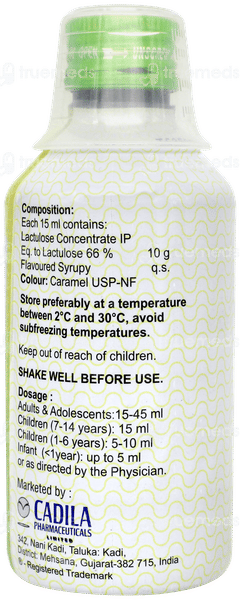 Composition:
Each 15 ml contains:
Lactulose Concentrate IP
Eq. to Lactulose 66 % 10 g
Flavoured Syrupy q.s.
Colour: Caramel USP-NF
Store preferably at a temperature
between 2°C and 30°C, avoid
subfreezing temperatures.
Keep out of reach of children.
SHAKE WELL BEFORE USE.
Dosage :
Adults & Adolescents:15-45 ml
Children (7-14 years): 15 ml
Children (1-6 years): 5-10 ml
Infant (<1year): up to 5 ml
or as directed by the Physician.
Marketed by :
CADILA
PHARMACEUTICALS
LIMITED
342, Nani Kadi, Taluka: Kadi,
District: Mehsana, Gujarat-382 715, India
® - Registered Trademark